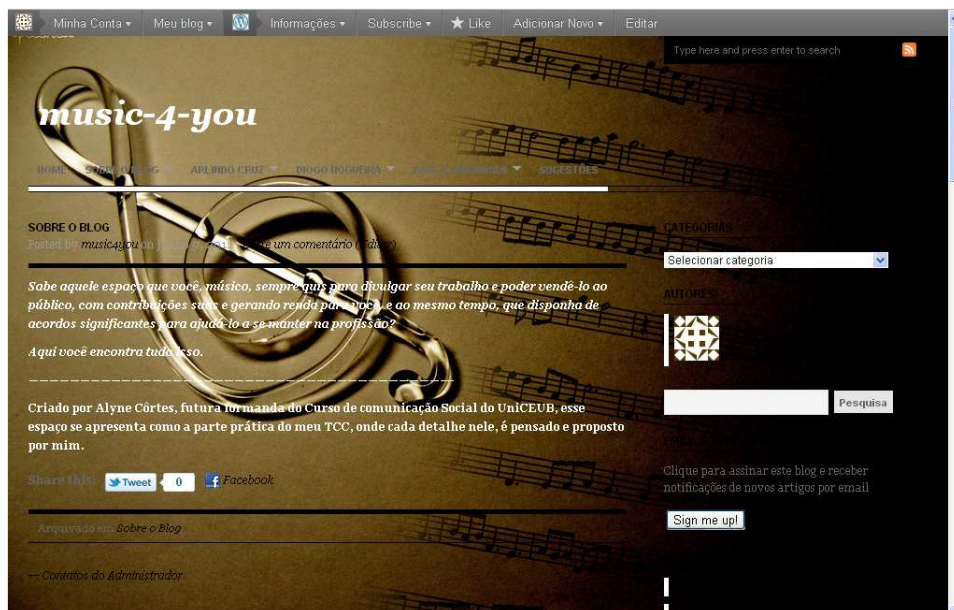 Minha Conta Meu blog Informações Subscribe Like Adicionar Novo Editar
Type here and press enter to search
music-4-you
HOME SOBRE O BLOG ARLINDO CRUZ DIOGO NOGUEIRA SUGESTÕES
SOBRE O BLOG
Posted by music4you on um comentário (Editar)
CATEGORIAS
Selecionar categoria
AUTORES
Sabe aquele espaço que você, músico, sempre quis para divulgar seu trabalho e poder vendê-lo ao
público, com contribuições suas e gerando renda para você, e ao mesmo tempo, que disponha de
acordos significantes para ajudá-lo a se manter na profissão?
Aqui você encontra tudo isso.
Pesquisa
Criado por Alyne Côrtes, futura formanda do Curso de comunicação Social do UniCEUB, esse
espaço se apresenta como a parte prática do meu TCC, onde cada detalhe nele, é pensado e proposto
por mim.
Clique para assinar este blog e receber
notificações de novos artigos por email
Share this: Tweet 0 Facebook
Sign me up!
Arquivado em Sobre o Blog
← Contatos do Administrador